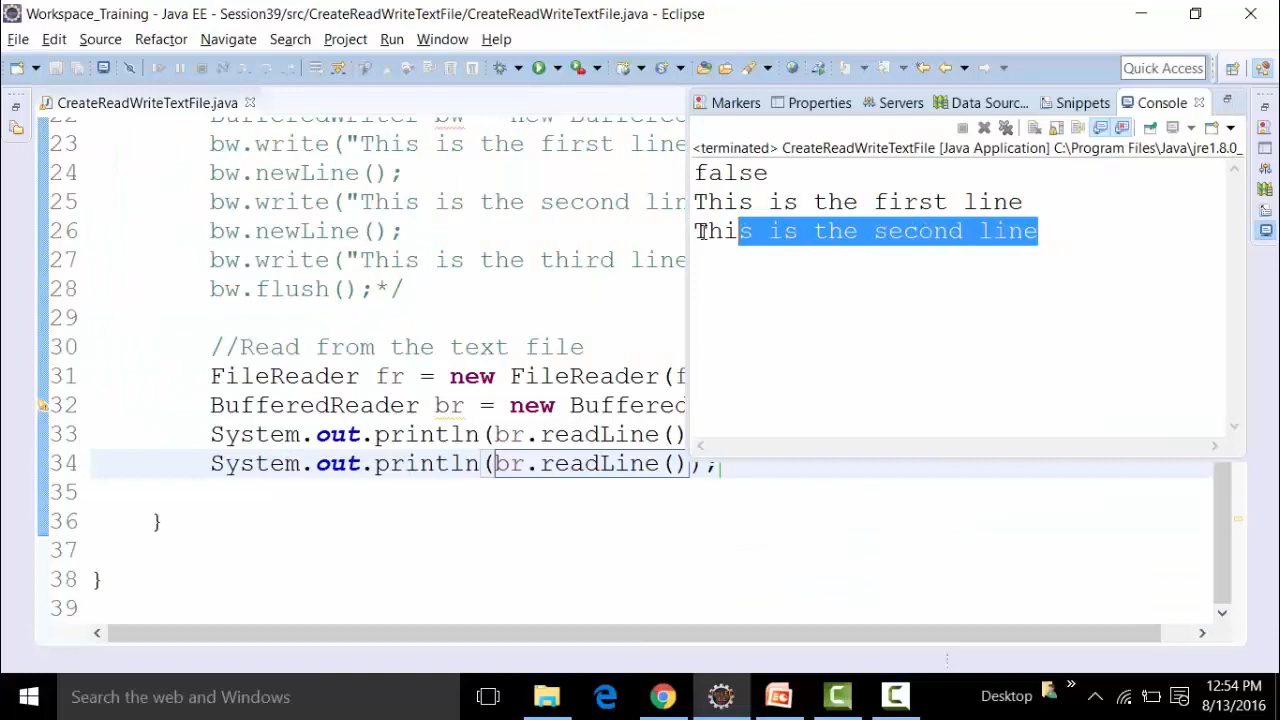 Workspace_Training - Java EE - Session39/src/CreateReadWriteTextFile/CreateReadWriteTextFile.java - Eclipse
File Edit Source Refactor Navigate Search Project Run Window Help
Quick Access
CreateReadWriteTextFile.java
Markers Properties Servers Data Sourc... Snippets Console
<terminated> CreateReadWriteTextFile [Java Application] C:\Program Files\Java\jre1.8.0_
false
This is the first line
This is the second line
22 BufferedWriter bw = new Buffered
23 bw.write("This is the first line
24 bw.newLine();
25 bw.write("This is the second lin
26 bw.newLine();
27 bw.write("This is the third line
28 bw.flush();*/
29
30 //Read from the text file
31 FileReader fr = new FileReader(f
32 BufferedReader br = new Buffered
33 System.out.println(br.readLine()
34 System.out.println(br.readLine());
35
36 }
37
38 }
39
Search the web and Windows
Desktop
12:54 PM
8/13/2016